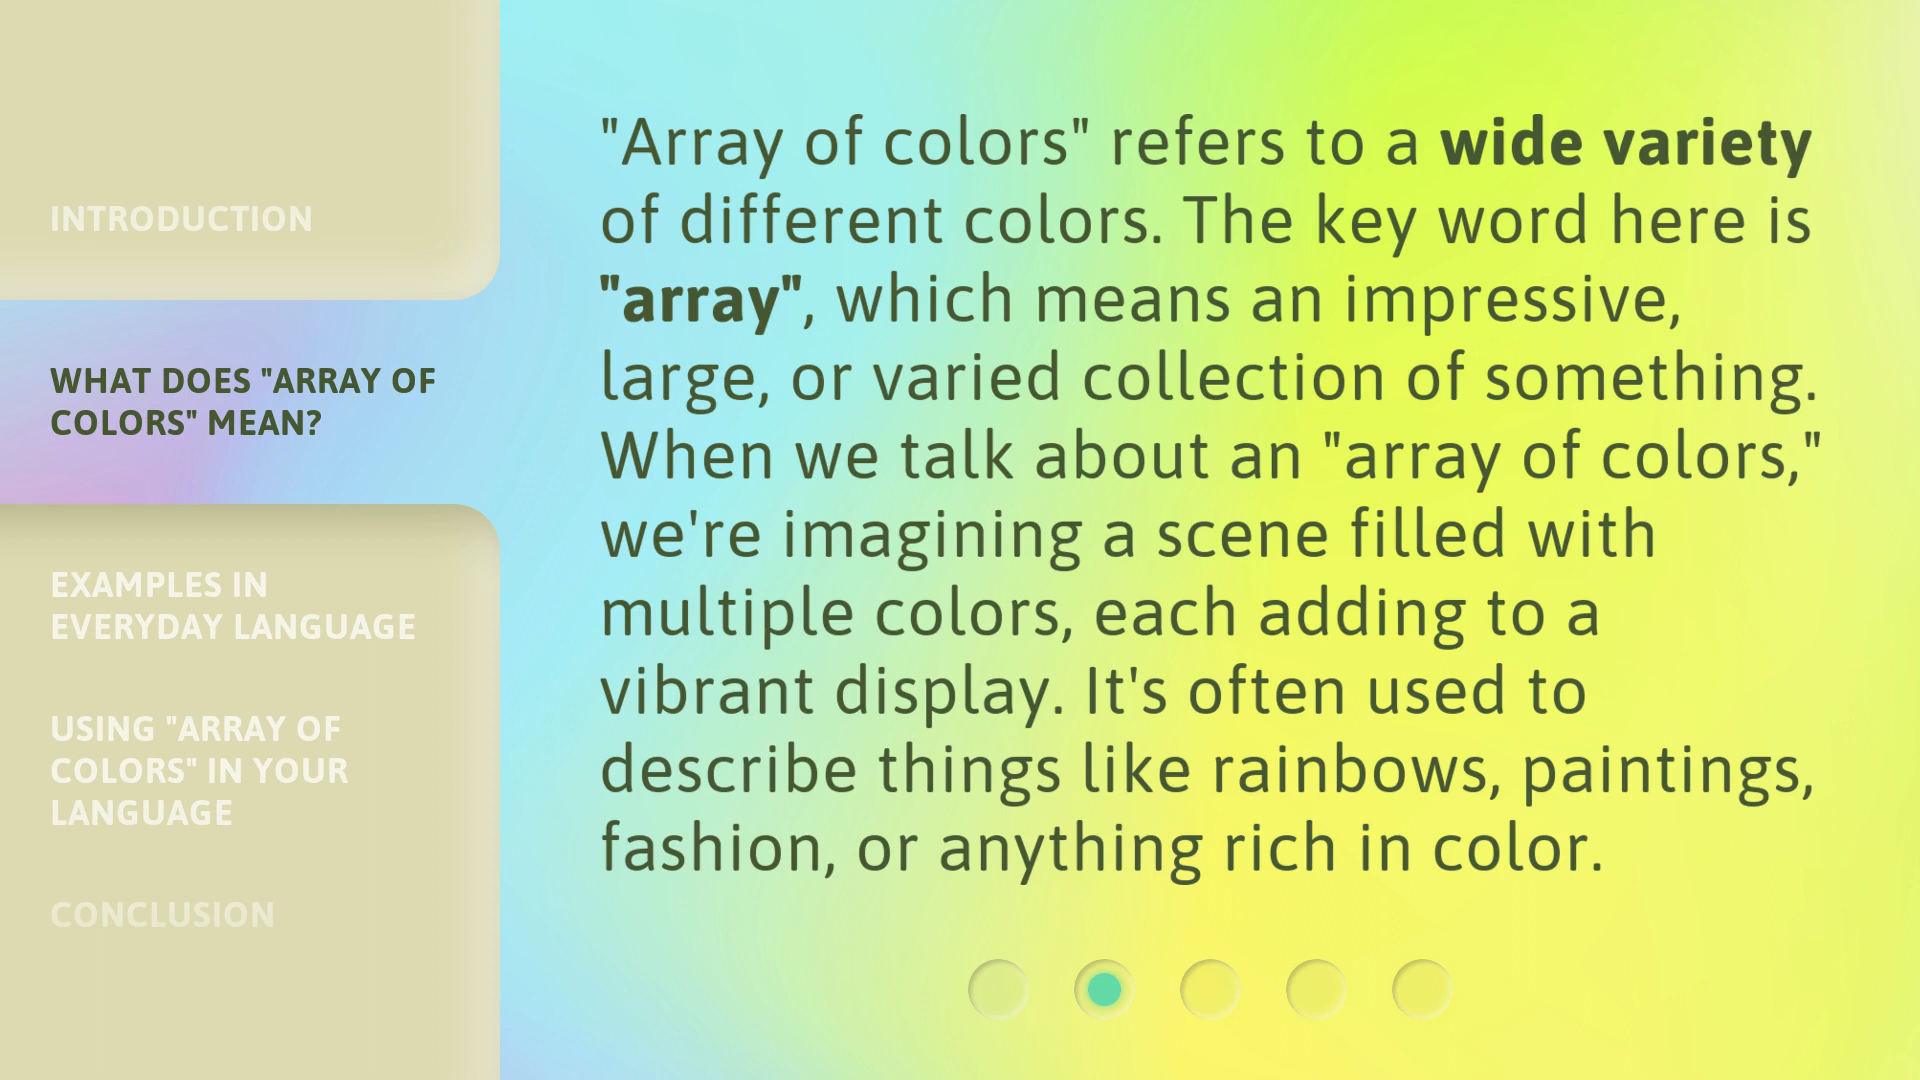 INTRODUCTION
WHAT DOES "ARRAY OF
COLORS" MEAN?
EXAMPLES IN
EVERYDAY LANGUAGE
USING "ARRAY OF
COLORS" IN YOUR
LANGUAGE
CONCLUSION
"Array of colors" refers to a wide variety
of different colors. The key word here is
"array", which means an impressive,
large, or varied collection of something.
When we talk about an "array of colors,"
we're imagining a scene filled with
multiple colors, each adding to a
vibrant display. It's often used to
describe things like rainbows, paintings,
fashion, or anything rich in color.